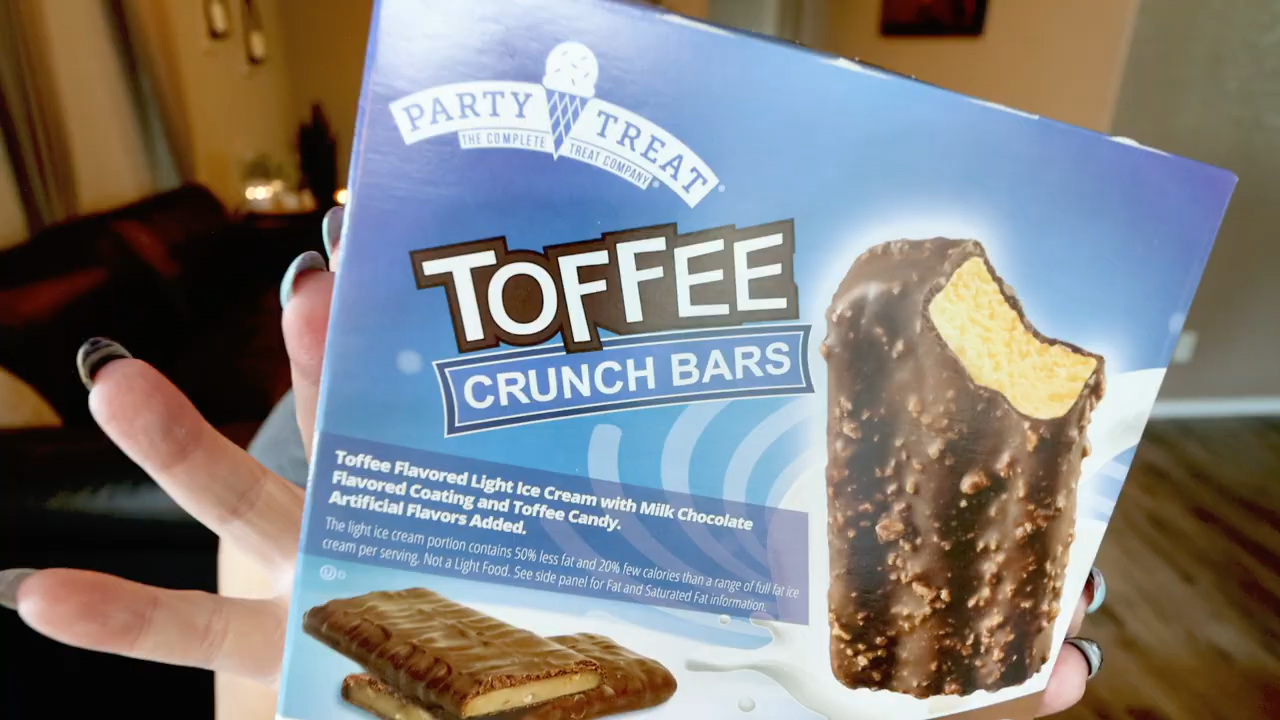 PARTY TREAT®
THE COMPLETE TREAT COMPANY®
TOFFEE
CRUNCH BARS
Toffee Flavored Light Ice Cream with Milk Chocolate
Flavored Coating and Toffee Candy.
Artificial Flavors Added.
The light ice cream portion contains 50% less fat and 20% few calories than a range of full fat ice
cream per serving. Not a Light Food. See side panel for Fat and Saturated Fat information.
Ⓤ D